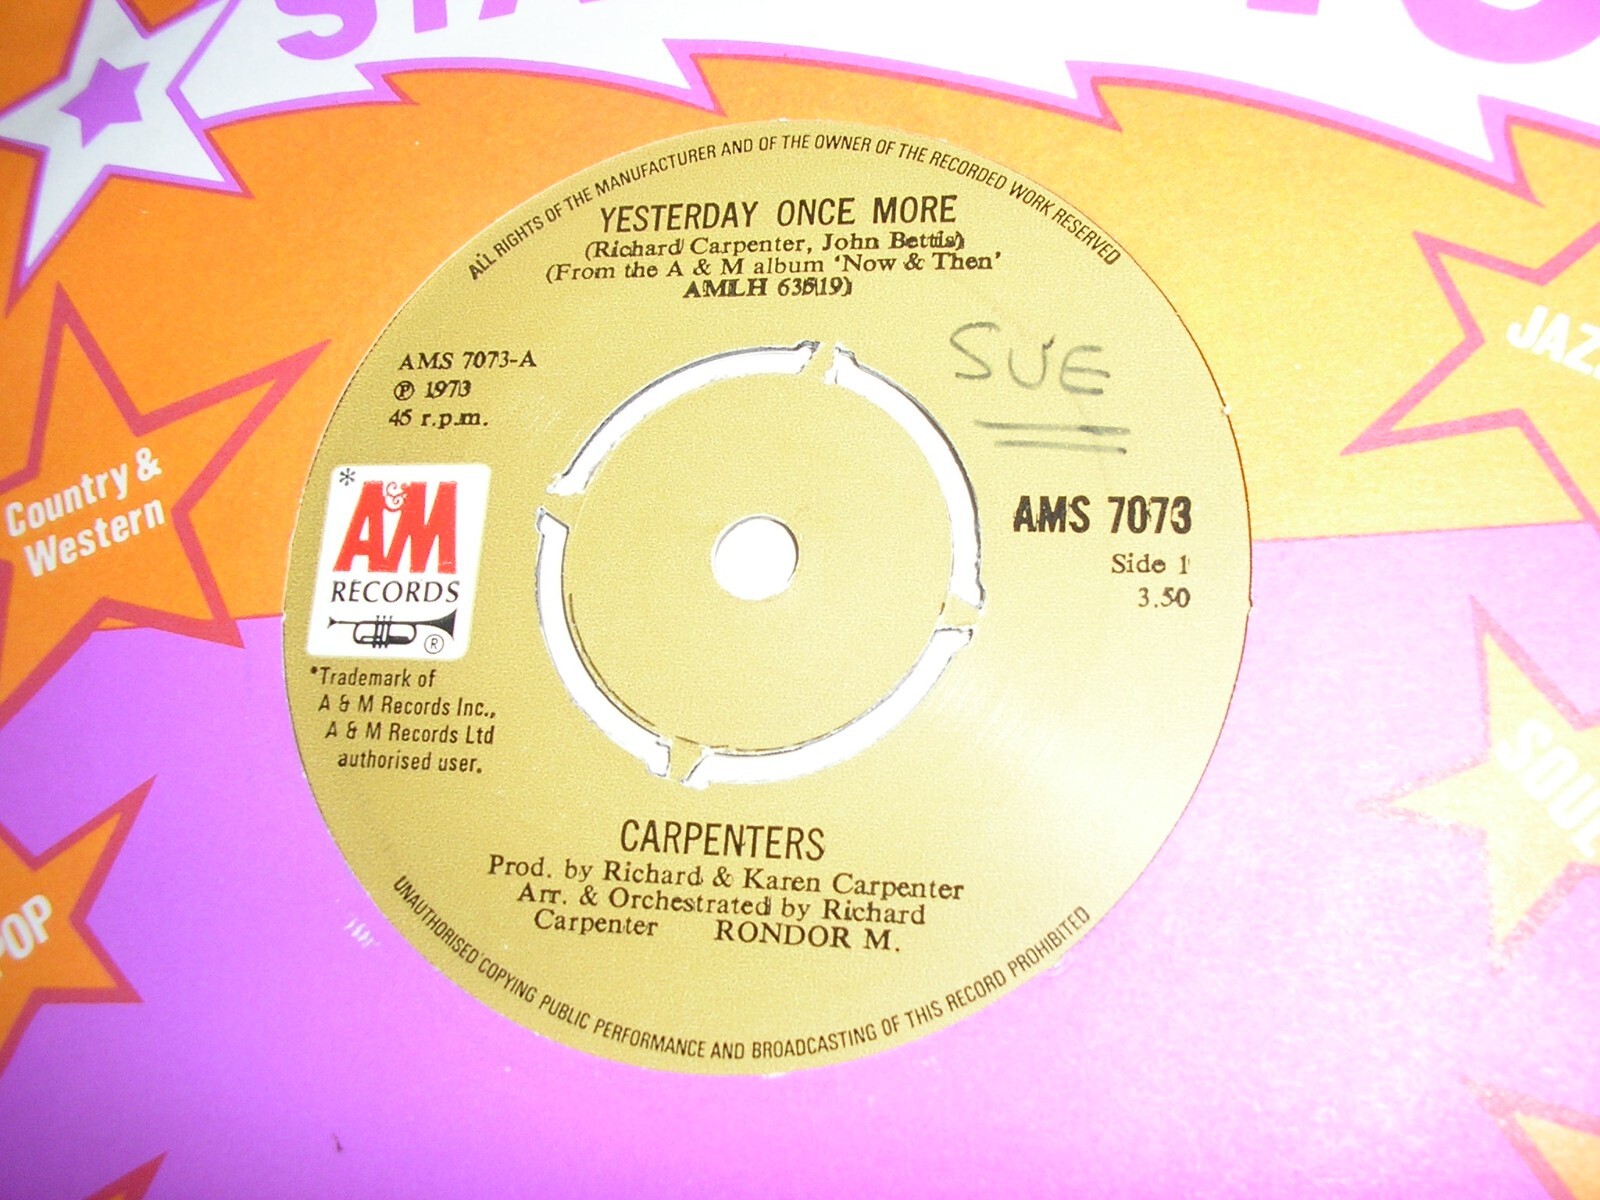 ALL RIGHTS OF THE MANUFACTURER AND OF THE OWNER OF THE RECORDED WORK RESERVED
YESTERDAY ONCE MORE
(Richard Carpenter, John Bettis)
(From the A & M album 'Now & Then'
AMLH 63519)
SUE
AMS 7073-A
℗ 1973
45 r.p.m.
*
A&M
RECORDS
®
*Trademark of
A & M Records Inc.,
A & M Records Ltd
authorised user.
AMS 7073
Side 1
3.50
CARPENTERS
Prod. by Richard & Karen Carpenter
Arr. & Orchestrated by Richard
Carpenter RONDOR M.
UNAUTHORISED COPYING PUBLIC PERFORMANCE AND BROADCASTING OF THIS RECORD PROHIBITED
Country &
Western
POP
JAZZ
SOUL